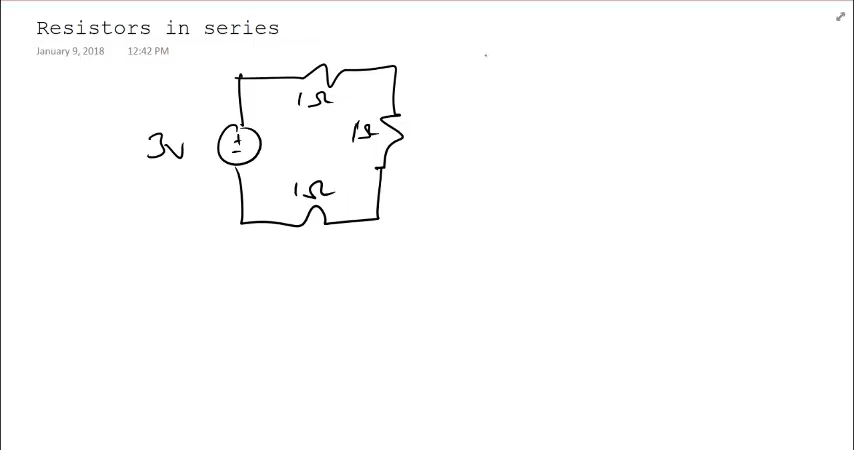 Resistors in series
January 9, 2018 12:42 PM
1Ω
1Ω
3v
+
-
1Ω